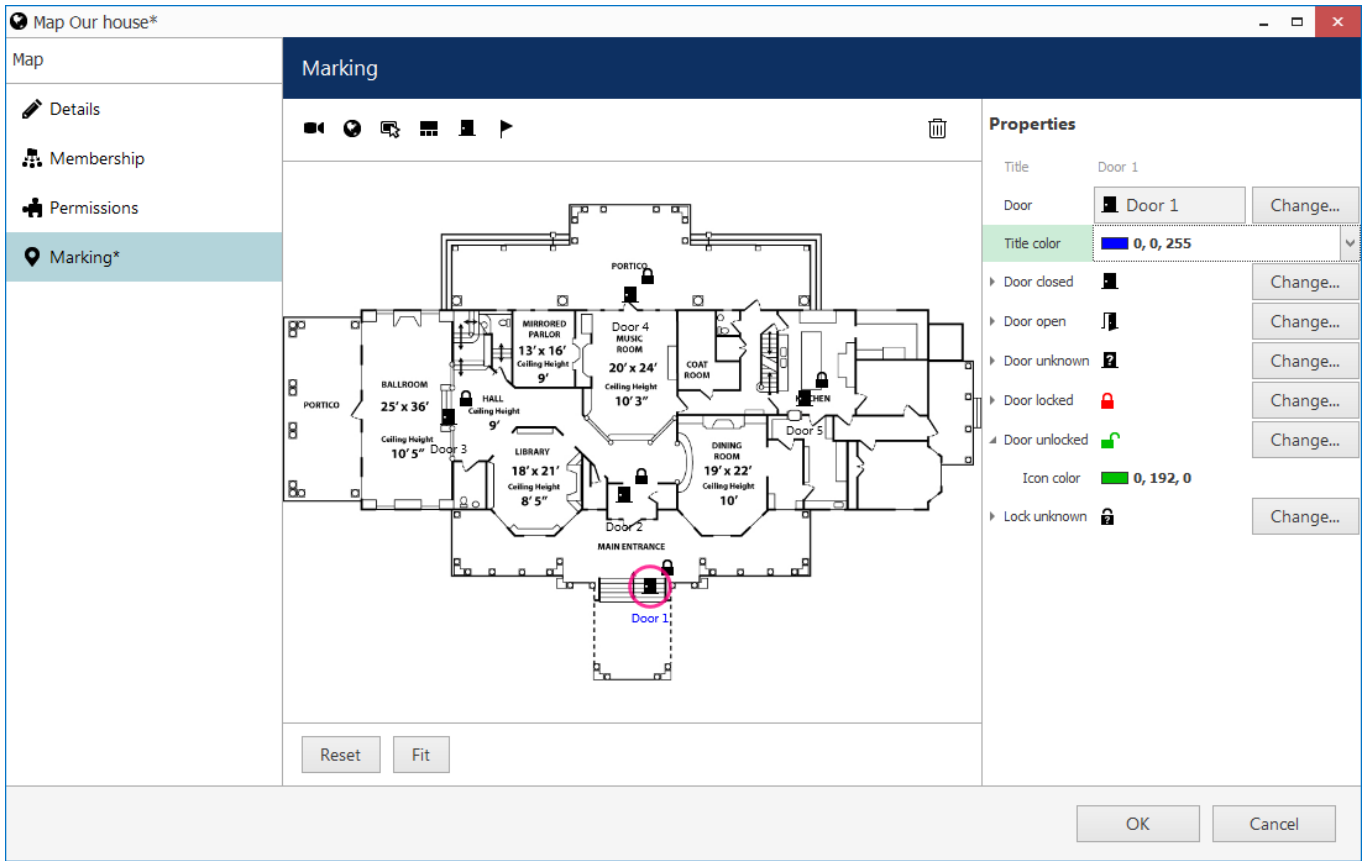 Map Our house*
Map
Marking
Details
Membership
Permissions
Marking*
Properties
Title Door 1
Door Door 1 Change...
Title color 0, 0, 255
Door closed Change...
Door open Change...
Door unknown Change...
Door locked Change...
Door unlocked Change...
Icon color 0, 192, 0
Lock unknown Change...
PORTICO
Door 4
MUSIC
ROOM
20' x 24'
Ceiling Height
10' 3"
MIRRORED
PARLOR
13' x 16'
Ceiling Height
9'
COAT
ROOM
BALLROOM
25' x 36'
Ceiling Height
10' 5"
PORTICO
HALL
Ceiling Height
9'
Door 3
LIBRARY
18' x 21'
Ceiling Height
8' 5"
DINING
ROOM
19' x 22'
Ceiling Height
10'
Door 5
Door 2
MAIN ENTRANCE
Door 1
Reset Fit
OK Cancel